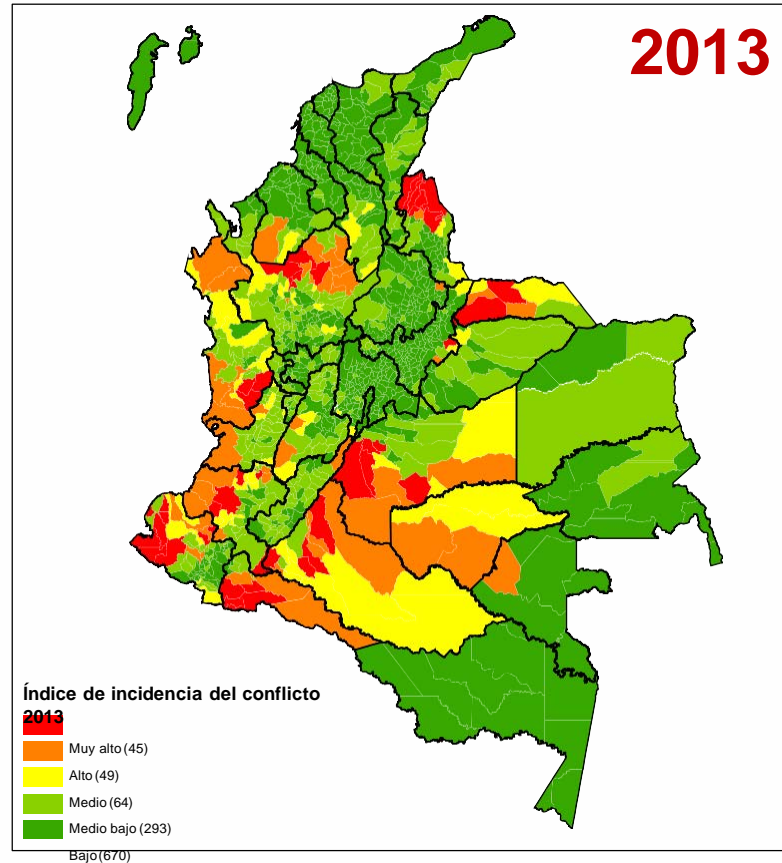 2013
Índice de incidencia del conflicto
2013
Muy alto (45)
Alto (49)
Medio (64)
Medio bajo (293)
Bajo (670)